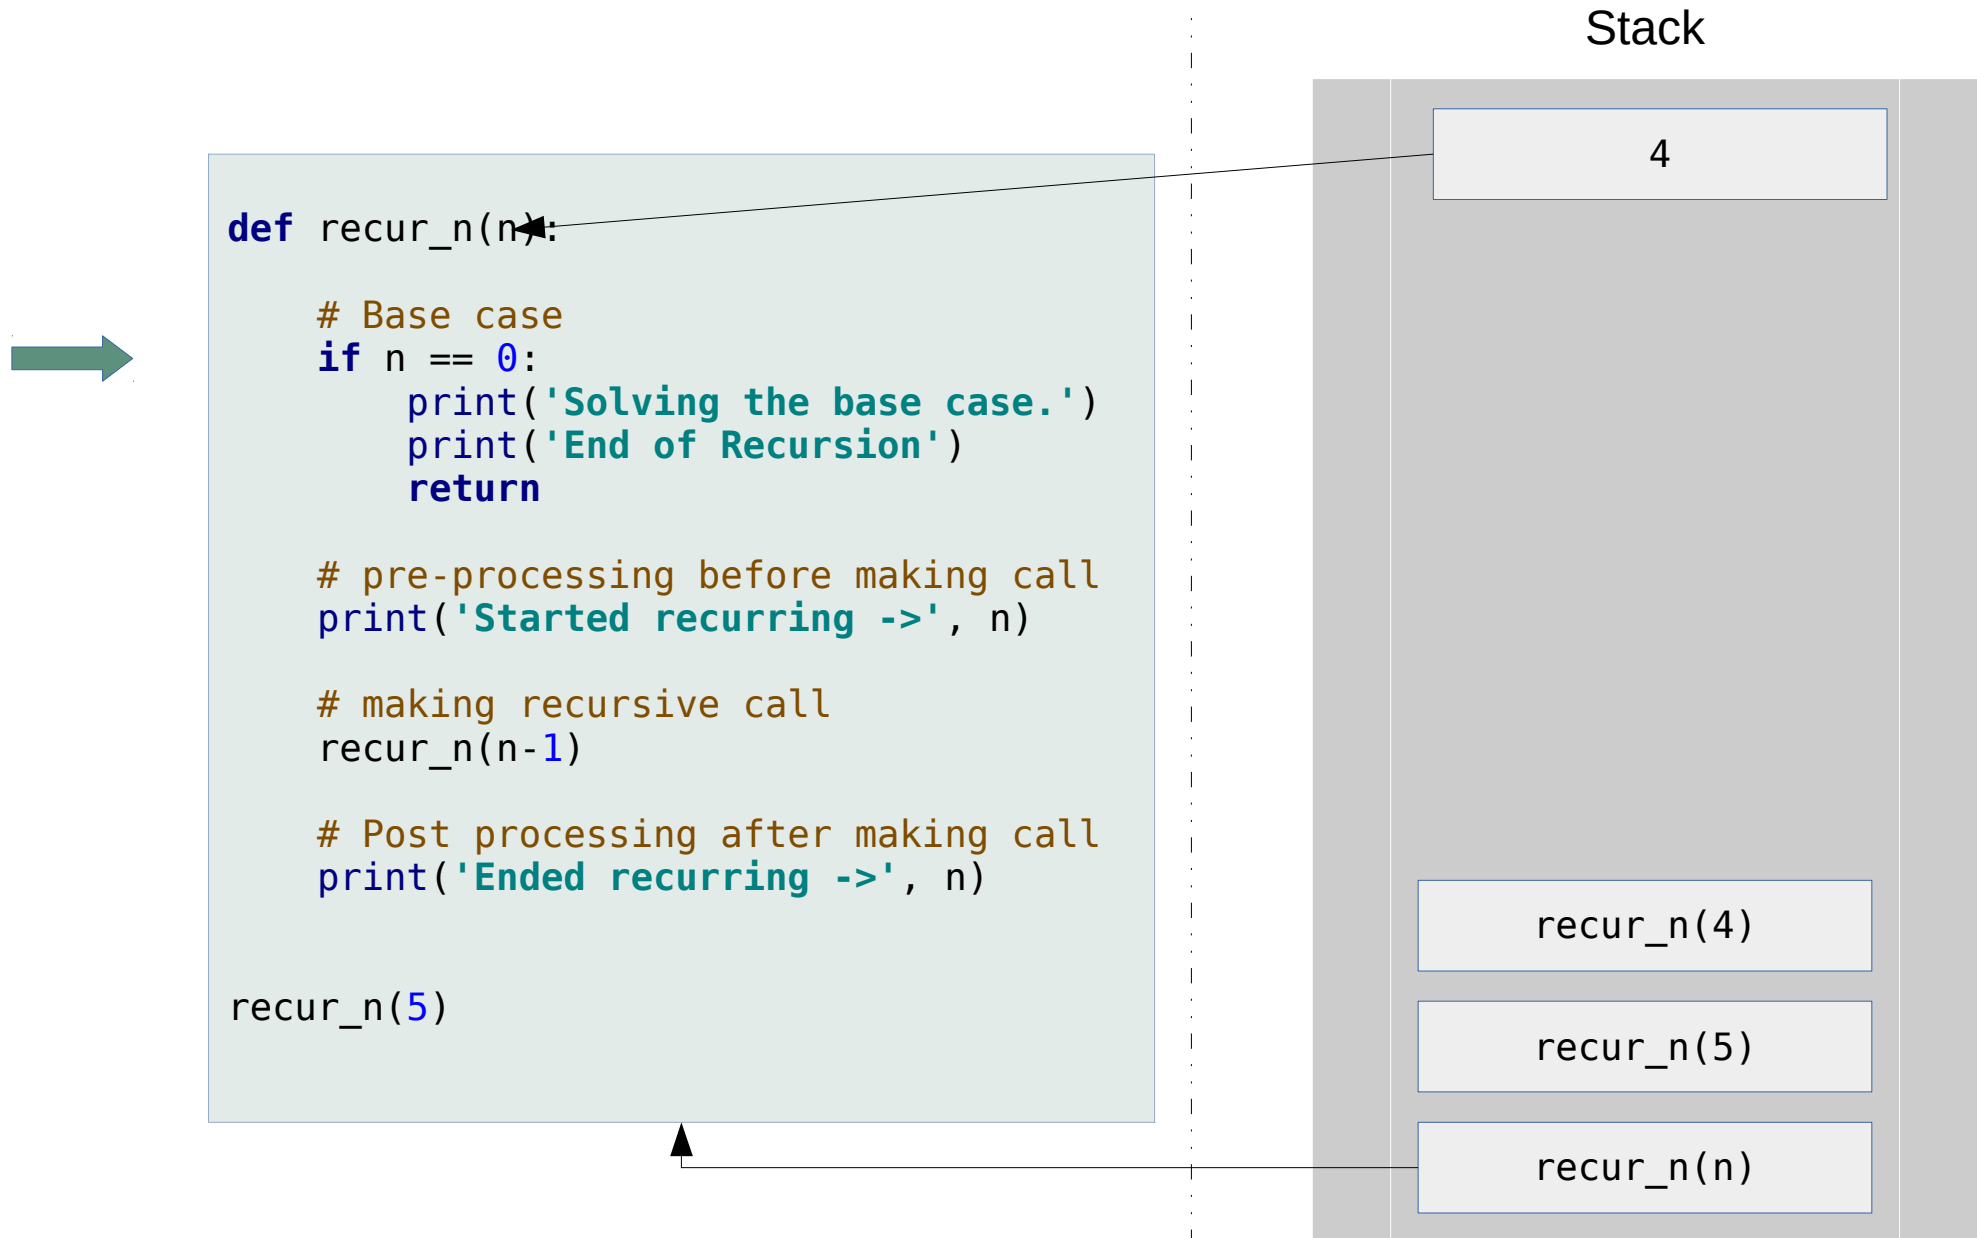 Stack
4
def recur_n(n):
# Base case
if n == 0:
print('Solving the base case.')
print('End of Recursion')
return
# pre-processing before making call
print('Started recurring ->', n)
# making recursive call
recur_n(n-1)
# Post processing after making call
print('Ended recurring ->', n)
recur_n(5)
recur_n(4)
recur_n(5)
recur_n(n)